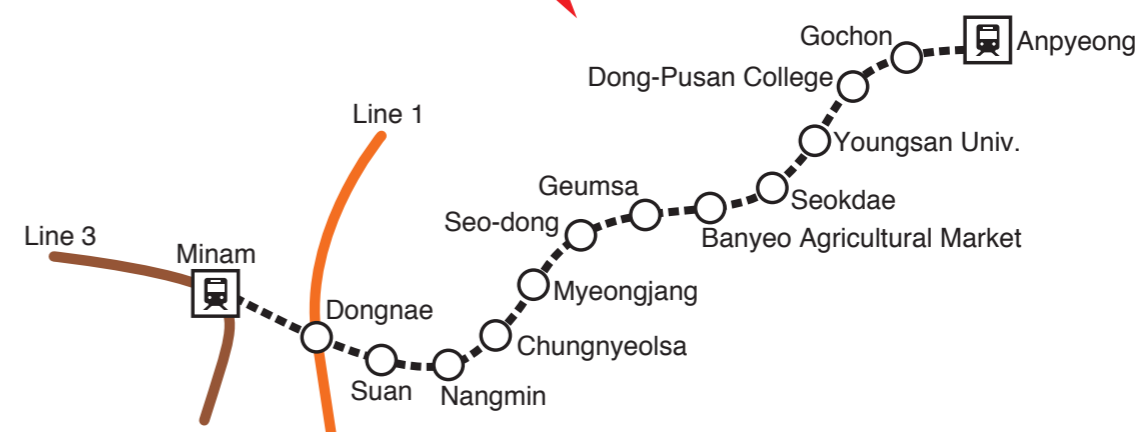 Gochon
Anpyeong
Dong-Pusan College
Line 1
Youngsan Univ.
Geumsa
Seokdae
Seo-dong
Line 3
Banyeo Agricultural Market
Minam
Myeongjang
Dongnae
Chungnyeolsa
Suan
Nangmin